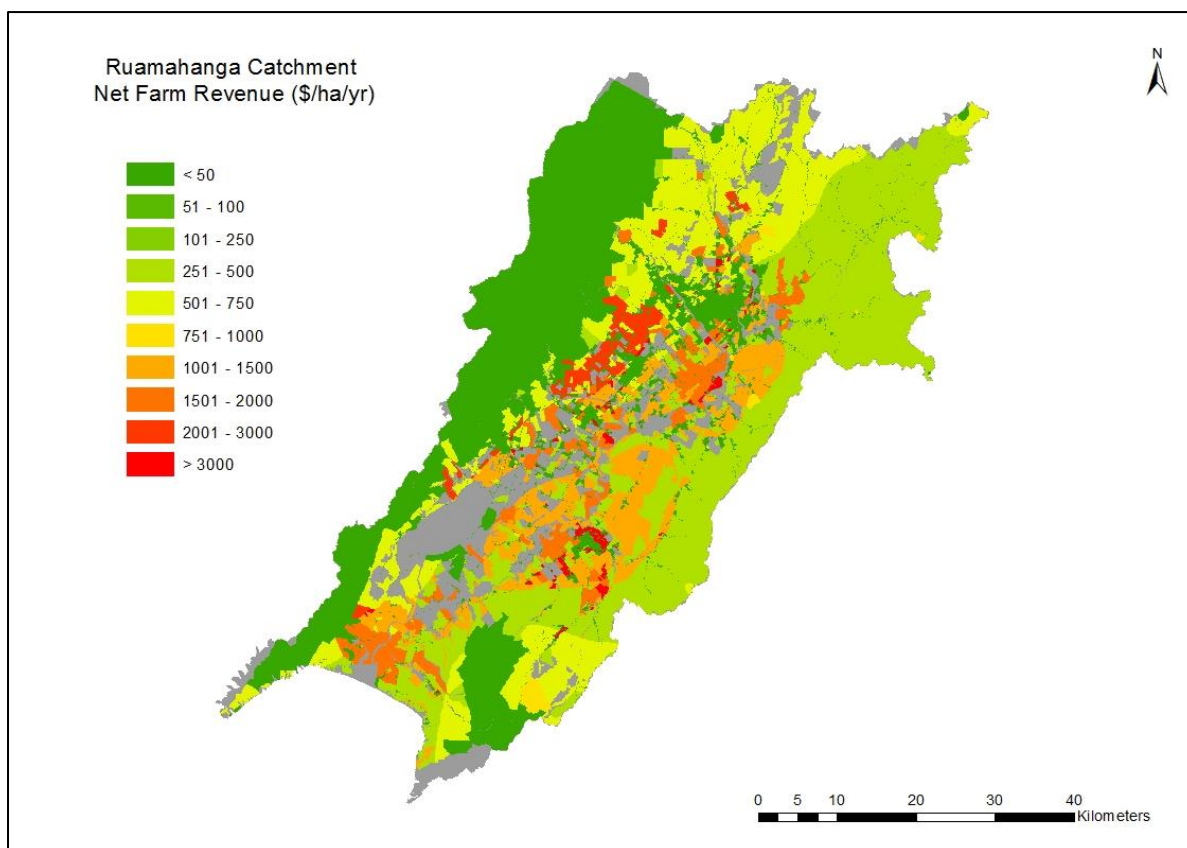 Ruamahanga Catchment
Net Farm Revenue ($/ha/yr)
N
< 50
51 - 100
101 - 250
251 - 500
501 - 750
751 - 1000
1001 - 1500
1501 - 2000
2001 - 3000
> 3000
0 5 10 20 30 40
Kilometers